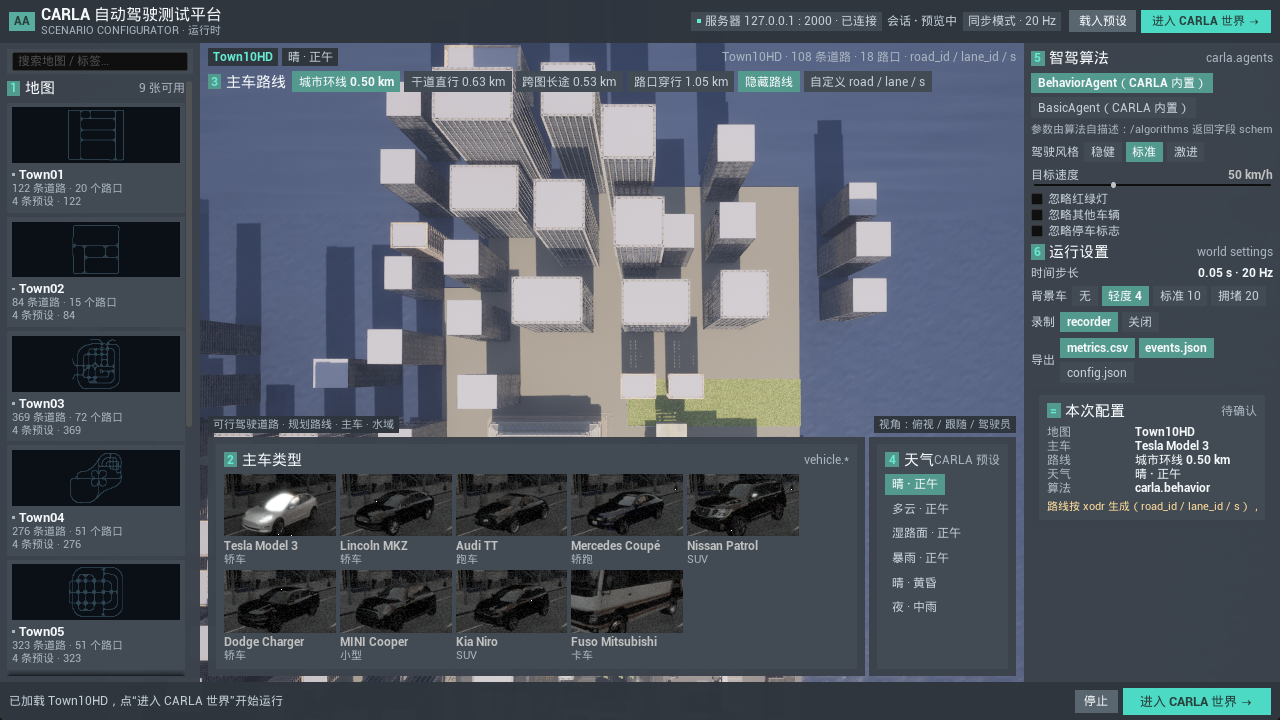 AA
CARLA 自动驾驶测试平台
SCENARIO CONFIGURATOR · 运行时
服务器 127.0.0.1 : 2000 · 已连接
会话 · 预览中
同步模式 · 20 Hz
载入预设
进入 CARLA 世界 →
搜索地图 / 标签...
1 地图 9 张可用
Town01
122 条道路 · 20 个路口
4 条预设 · 122
Town02
84 条道路 · 15 个路口
4 条预设 · 84
Town03
369 条道路 · 72 个路口
4 条预设 · 369
Town04
276 条道路 · 51 个路口
4 条预设 · 276
Town05
323 条道路 · 51 个路口
4 条预设 · 323
Town10HD 晴 · 正午
Town10HD · 108 条道路 · 18 路口 · road_id / lane_id / s
3 主车路线 城市环线 0.50 km 干道直行 0.63 km 跨图长途 0.53 km 路口穿行 1.05 km 隐藏路线 自定义 road / lane / s
可行驾驶道路 · 规划路线 · 主车 · 水域
视角 : 俯视 / 跟随 / 驾驶员
2 主车类型 vehicle.*
Tesla Model 3
轿车
Lincoln MKZ
轿车
Audi TT
跑车
Mercedes Coupé
轿跑
Nissan Patrol
SUV
Dodge Charger
轿车
MINI Cooper
小型
Kia Niro
SUV
Fuso Mitsubishi
卡车
4 天气 CARLA 预设
晴 · 正午
多云 · 正午
湿路面 · 正午
暴雨 · 正午
晴 · 黄昏
夜 · 中雨
5 智驾算法 carla.agents
BehaviorAgent ( CARLA 内置 )
BasicAgent ( CARLA 内置 )
参数由算法自描述 : /algorithms 返回字段 schem
驾驶风格 稳健 标准 激进
目标速度 50 km/h
忽略红绿灯
忽略其他车辆
忽略停车标志
6 运行设置 world settings
时间步长 0.05 s · 20 Hz
背景车 无 轻度 4 标准 10 拥堵 20
录制 recorder 关闭
导出 metrics.csv events.json
config.json
≡ 本次配置 待确认
地图 Town10HD
主车 Tesla Model 3
路线 城市环线 0.50 km
天气 晴 · 正午
算法 carla.behavior
路线按 xodr 生成 ( road_id / lane_id / s ) ,
已加载 Town10HD , 点“进入 CARLA 世界”开始运行
停止
进入 CARLA 世界 →